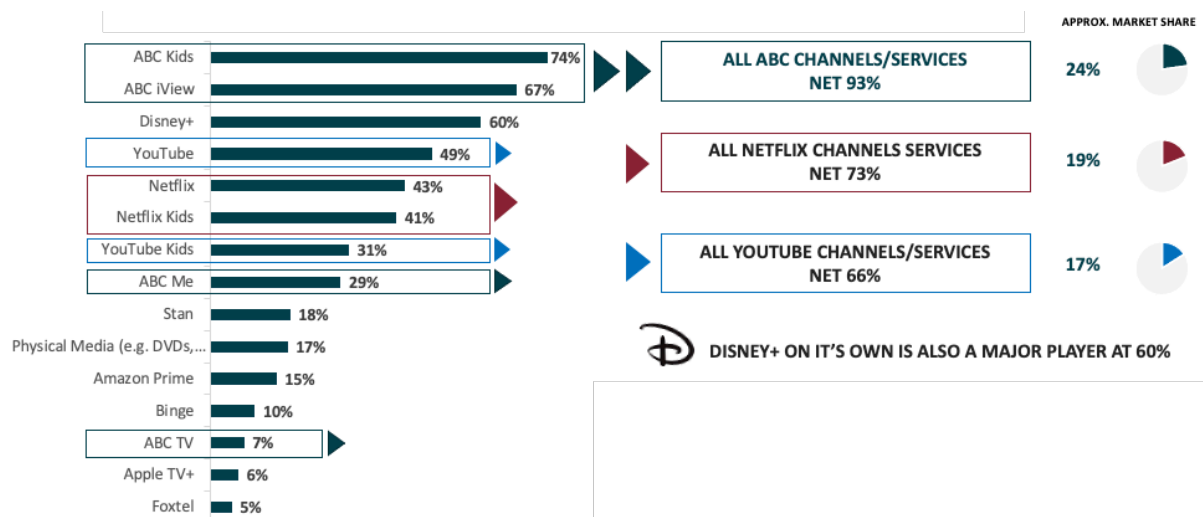 APPROX. MARKET SHARE
ABC Kids 74%
ABC iView 67%
Disney+ 60%
YouTube 49%
Netflix 43%
Netflix Kids 41%
YouTube Kids 31%
ABC Me 29%
Stan 18%
Physical Media (e.g. DVDs,... 17%
Amazon Prime 15%
Binge 10%
ABC TV 7%
Apple TV+ 6%
Foxtel 5%
ALL ABC CHANNELS/SERVICES
NET 93%
24%
ALL NETFLIX CHANNELS SERVICES
NET 73%
19%
ALL YOUTUBE CHANNELS/SERVICES
NET 66%
17%
DISNEY+ ON IT'S OWN IS ALSO A MAJOR PLAYER AT 60%